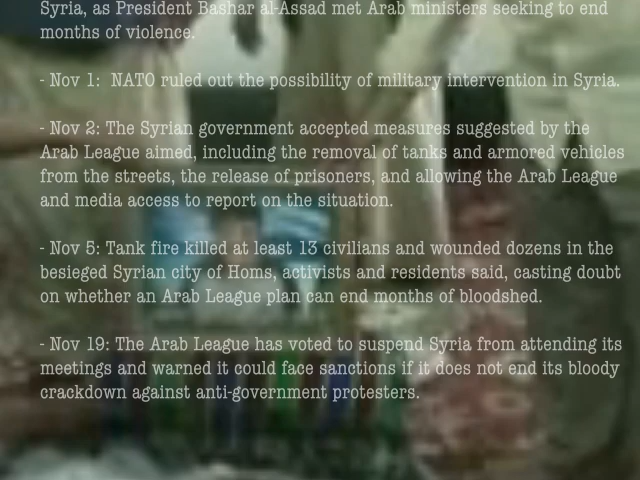 Syria, as President Bashar al-Assad met Arab ministers seeking to end
months of violence.
- Nov 1:  NATO ruled out the possibility of military intervention in Syria.
- Nov 2: The Syrian government accepted measures suggested by the
Arab League aimed, including the removal of tanks and armored vehicles
from the streets, the release of prisoners, and allowing the Arab League
and media access to report on the situation.
- Nov 5: Tank fire killed at least 13 civilians and wounded dozens in the
besieged Syrian city of Homs, activists and residents said, casting doubt
on whether an Arab League plan can end months of bloodshed.
- Nov 19: The Arab League has voted to suspend Syria from attending its
meetings and warned it could face sanctions if it does not end its bloody
crackdown against anti-government protesters.